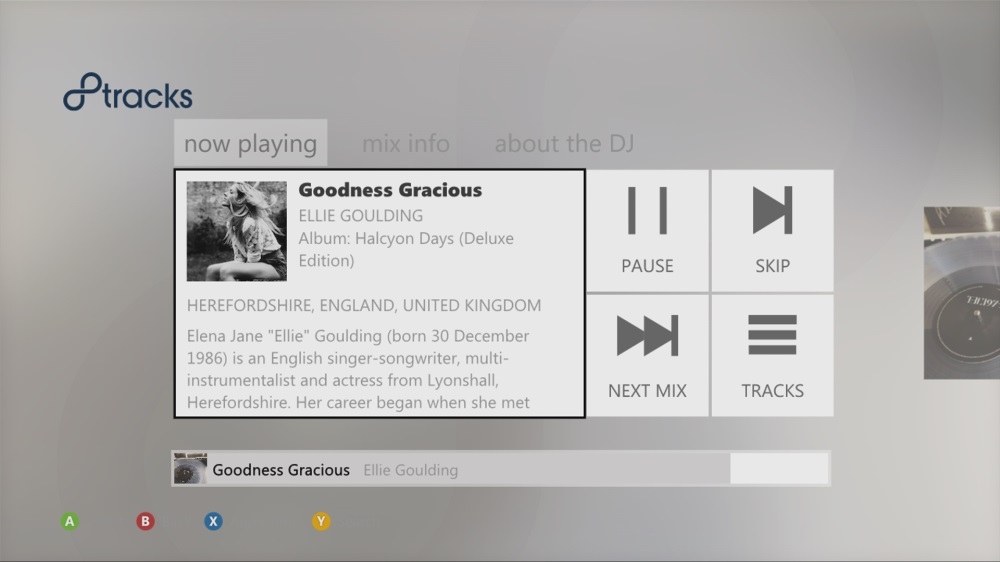 8tracks
now playing
mix info
about the DJ
Goodness Gracious
ELLIE GOULDING
Album: Halcyon Days (Deluxe
Edition)
HEREFORDSHIRE, ENGLAND, UNITED KINGDOM
Elena Jane "Ellie" Goulding (born 30 December
1986) is an English singer-songwriter, multi-
instrumentalist and actress from Lyonshall,
Herefordshire. Her career began when she met
PAUSE
SKIP
NEXT MIX
TRACKS
Goodness Gracious Ellie Goulding
A B X Y